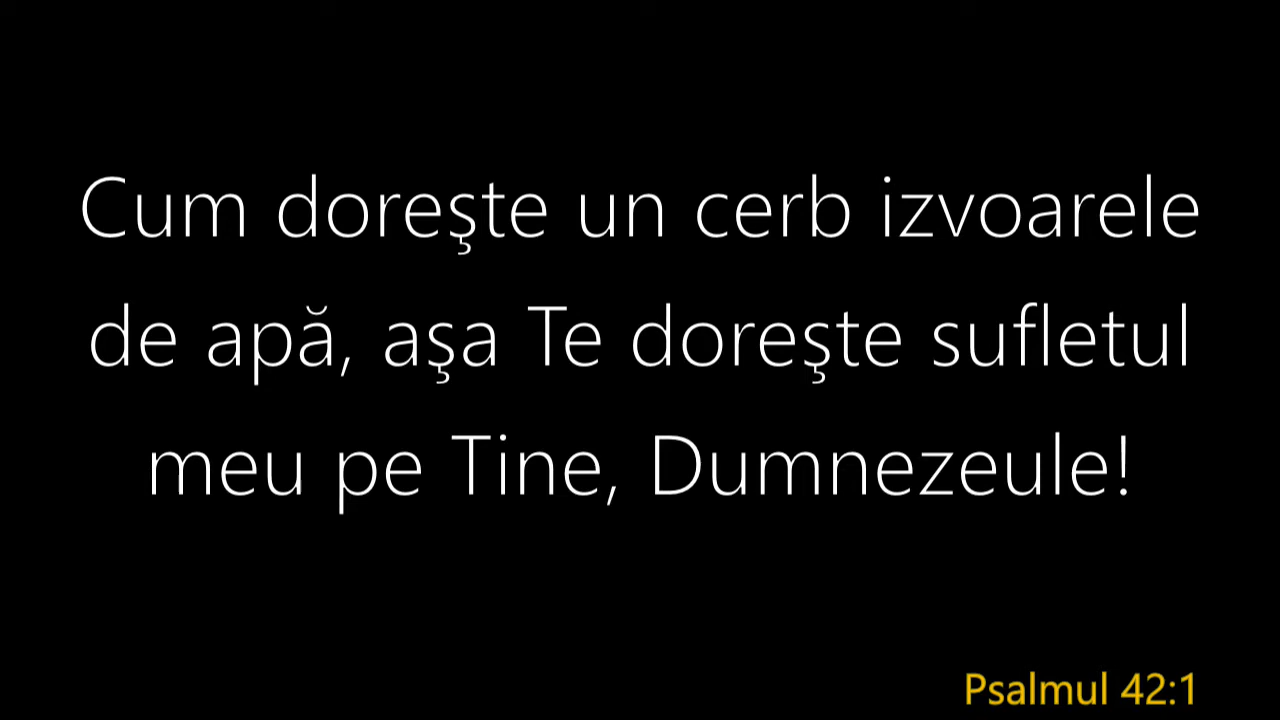 Cum doreşte un cerb izvoarele
de apă, aşa Te doreşte sufletul
meu pe Tine, Dumnezeule!
Psalmul 42:1